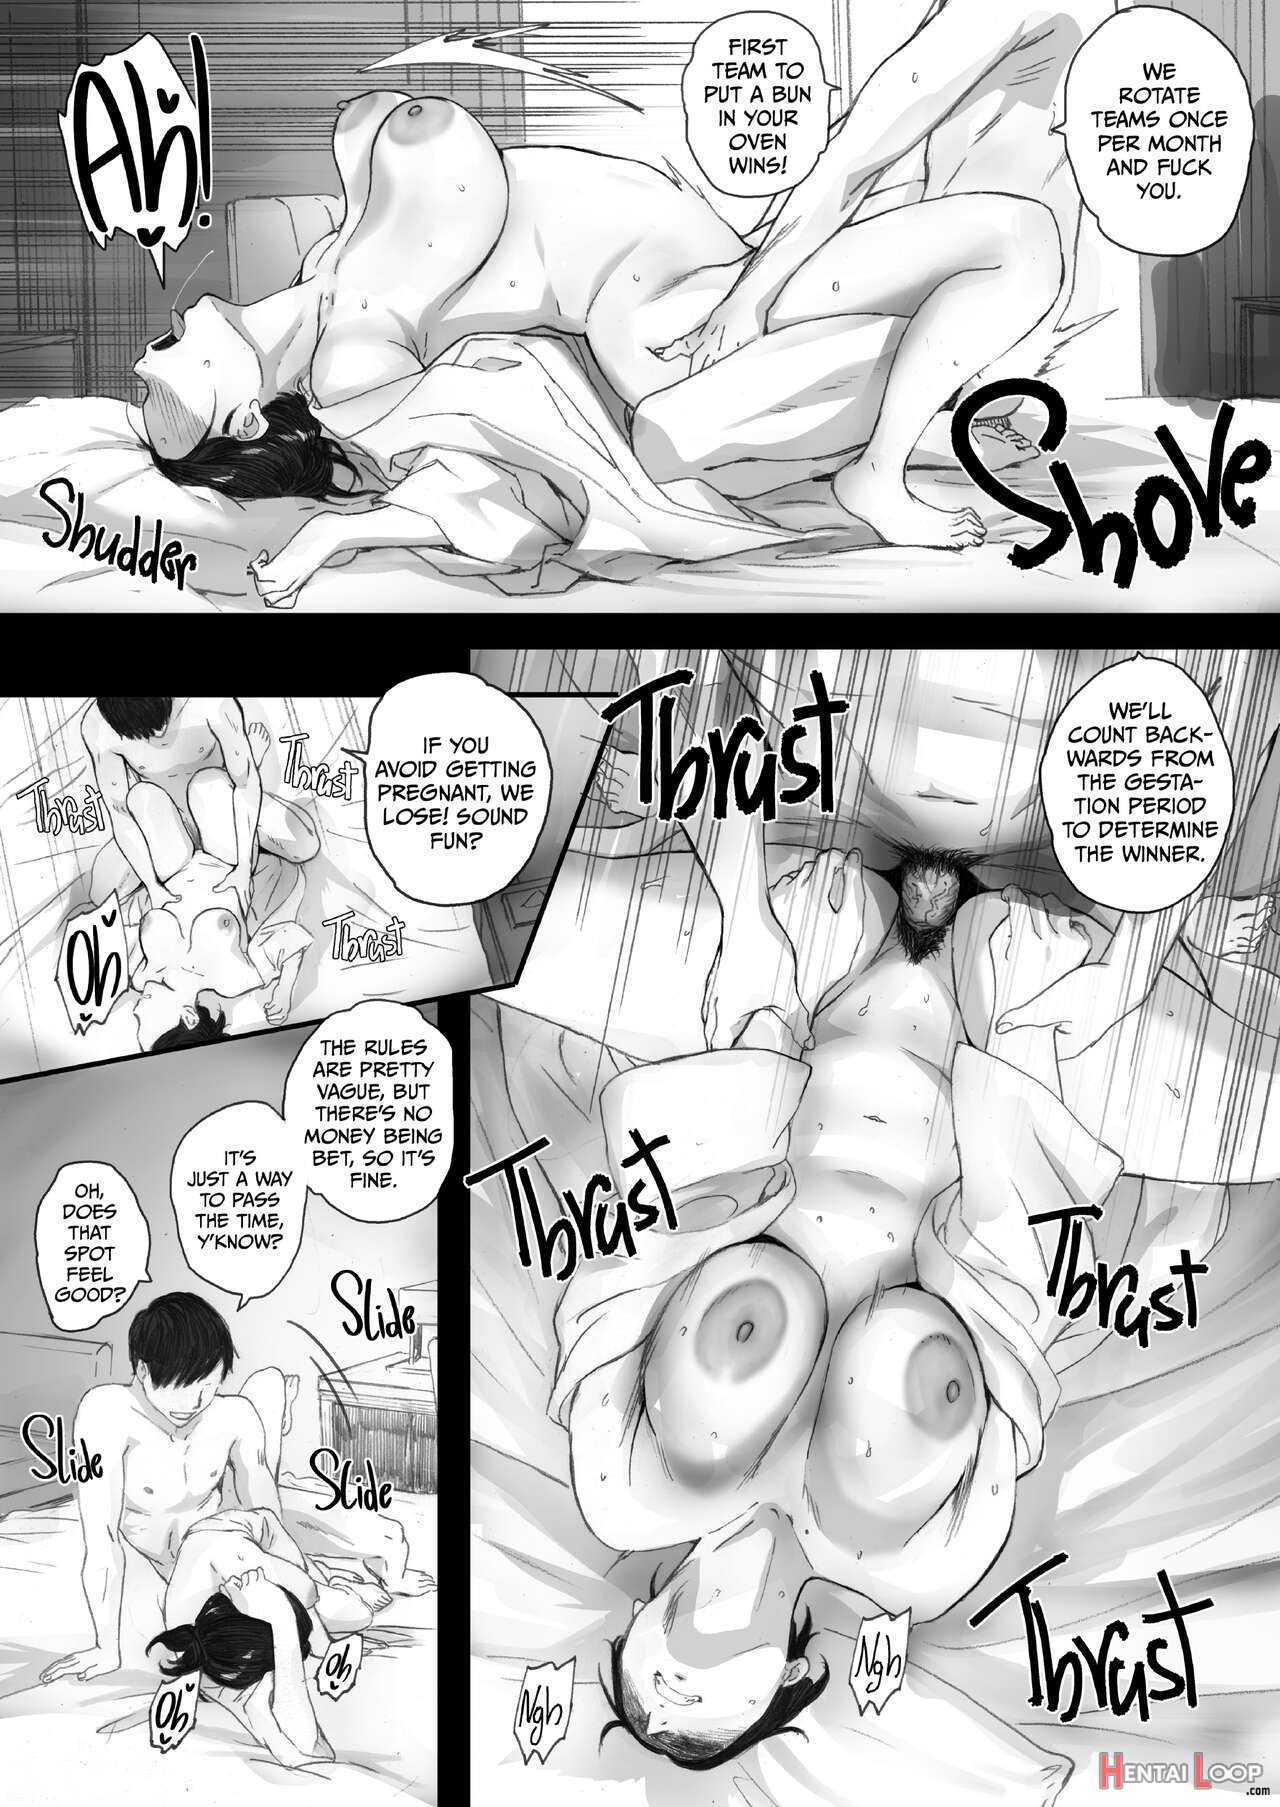 WE
ROTATE
TEAMS ONCE
PER MONTH
AND FUCK
YOU.
FIRST
TEAM TO
PUT A BUN
IN YOUR
OVEN
WINS!
Ah!
Shove
Shudder
WE'LL
COUNT BACK-
WARDS FROM
THE GESTA-
TION PERIOD
TO DETERMINE
THE WINNER.
Thrust
Thrust
Thrust
Thrust
Ngh
Ngh
IF YOU
AVOID GETTING
PREGNANT, WE
LOSE! SOUND
FUN?
Thrust
Thrust
Thrust
Oh
THE RULES
ARE PRETTY
VAGUE, BUT
THERE'S NO
MONEY BEING
BET, SO IT'S
FINE.
IT'S
JUST A WAY
TO PASS
THE TIME,
Y'KNOW?
OH,
DOES
THAT
SPOT
FEEL
GOOD?
Slide
Slide
Slide
Oh
Oh
HENTAI LOOP
.com